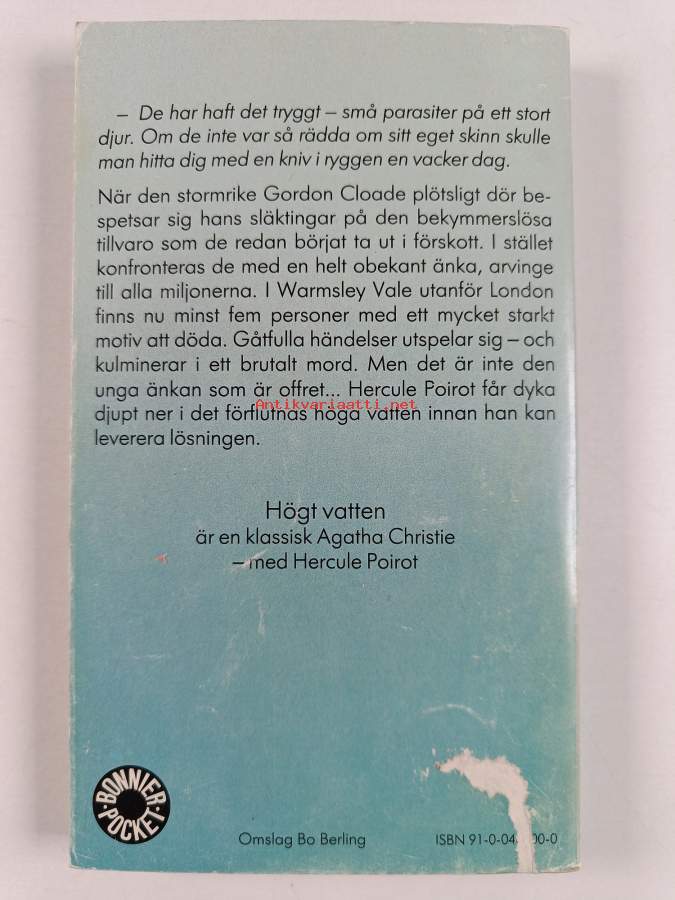 – De har haft det tryggt – små parasiter på ett stort
djur. Om de inte var så rädda om sitt eget skinn skulle
man hitta dig med en kniv i ryggen en vacker dag.
När den stormrike Gordon Cloade plötsligt dör be-
spetsar sig hans släktingar på den bekymmerslösa
tillvaro som de redan börjat ta ut i förskott. I stället
konfronteras de med en helt obekant änka, arvinge
till alla miljonerna. I Warmsley Vale utanför London
finns nu minst fem personer med ett mycket starkt
motiv att döda. Gåtfulla händelser utspelar sig – och
kulminerar i ett brutalt mord. Men det är inte den
unga änkan som är offret... Hercule Poirot får dyka
Antikvariaatti.net
djupt ner i det förflutnas höga vatten innan han kan
leverera lösningen.
Högt vatten
är en klassisk Agatha Christie
– med Hercule Poirot
BONNIER
POCKET
Omslag Bo Berling
ISBN